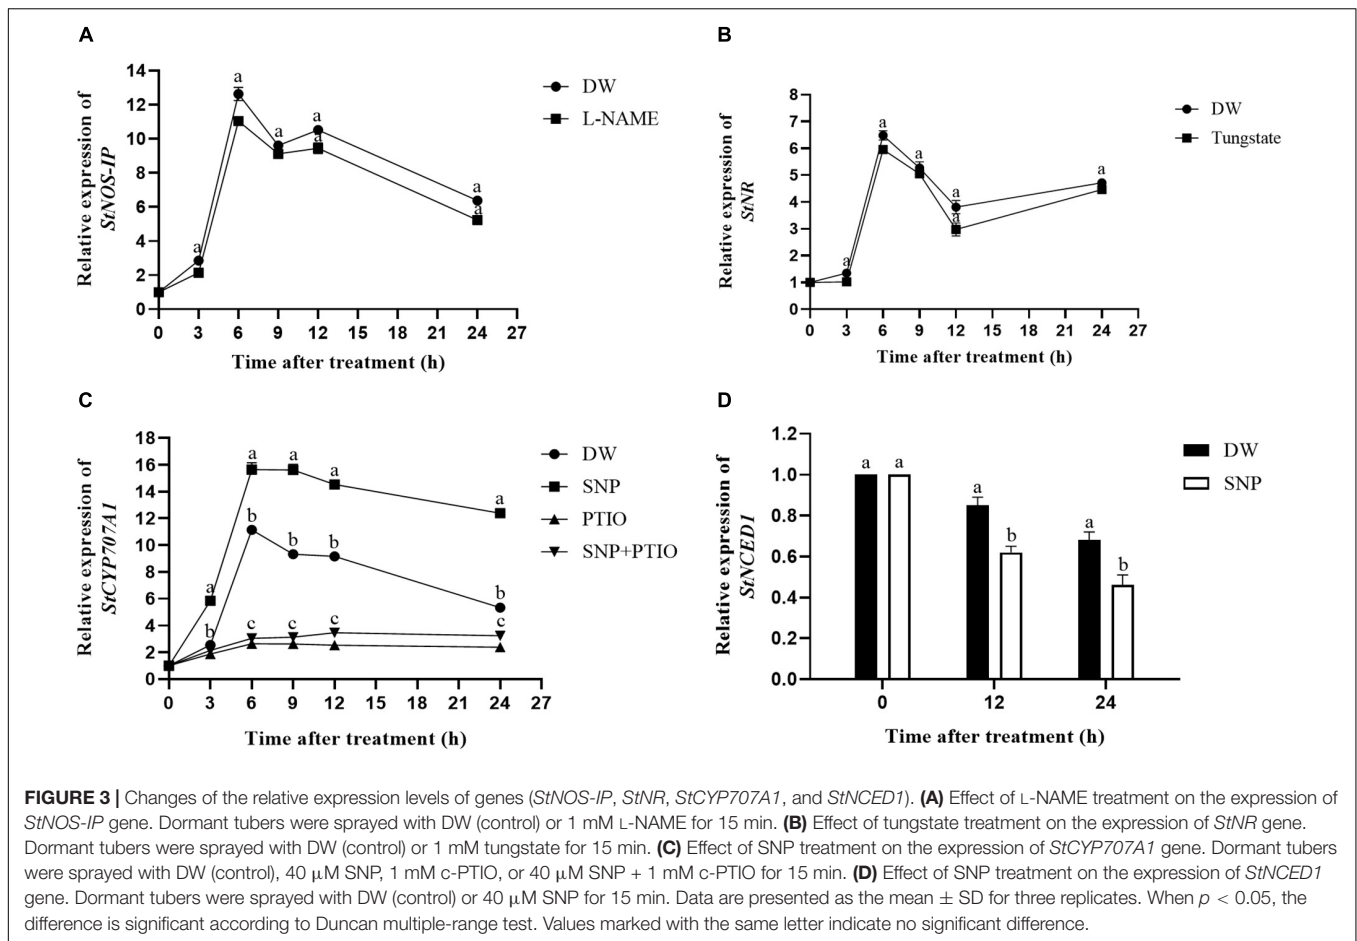 A
Relative expression of
StNOS-IP
14
12
10
8
6
4
2
0
a
a
a
a
a
a
a
0 3 6 9 12 15 18 21 24 27
Time after treatment (h)
DW
L-NAME
B
Relative expression of
StNR
8
7
6
5
4
3
2
1
0
a
a
a
a
a
a
0 3 6 9 12 15 18 21 24 27
Time after treatment (h)
DW
Tungstate
C
Relative expression of
StCYP707A1
18
16
14
12
10
8
6
4
2
0
a a a
a
a
b
b b
b
b
c c c
c
0 3 6 9 12 15 18 21 24 27
Time after treatment (h)
DW
SNP
PTIO
SNP+PTIO
D
Relative expression of
StNCED1
1.2
1.0
0.8
0.6
0.4
0.2
0.0
a a
a
b
a
b
0 12 24
Time after treatment (h)
DW
SNP
FIGURE 3 | Changes of the relative expression levels of genes (StNOS-IP, StNR, StCYP707A1, and StNCED1). (A) Effect of L-NAME treatment on the expression of
StNOS-IP gene. Dormant tubers were sprayed with DW (control) or 1 mM L-NAME for 15 min. (B) Effect of tungstate treatment on the expression of StNR gene.
Dormant tubers were sprayed with DW (control) or 1 mM tungstate for 15 min. (C) Effect of SNP treatment on the expression of StCYP707A1 gene. Dormant tubers
were sprayed with DW (control), 40 μM SNP, 1 mM c-PTIO, or 40 μM SNP + 1 mM c-PTIO for 15 min. (D) Effect of SNP treatment on the expression of StNCED1
gene. Dormant tubers were sprayed with DW (control) or 40 μM SNP for 15 min. Data are presented as the mean ± SD for three replicates. When p < 0.05, the
difference is significant according to Duncan multiple-range test. Values marked with the same letter indicate no significant difference.